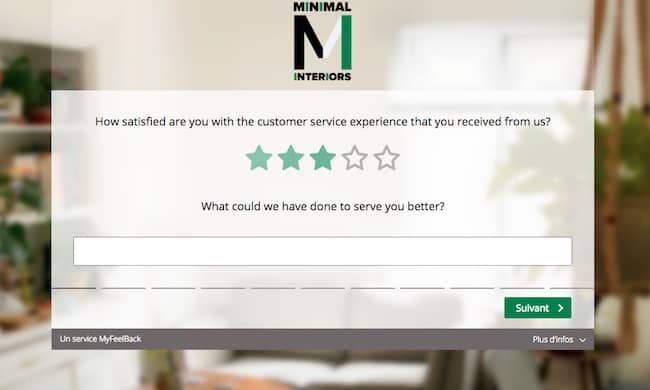 MINIMAL
M
INTERIORS
How satisfied are you with the customer service experience that you received from us?
What could we have done to serve you better?
Suivant
Un service MyFeelBack
Plus d'infos